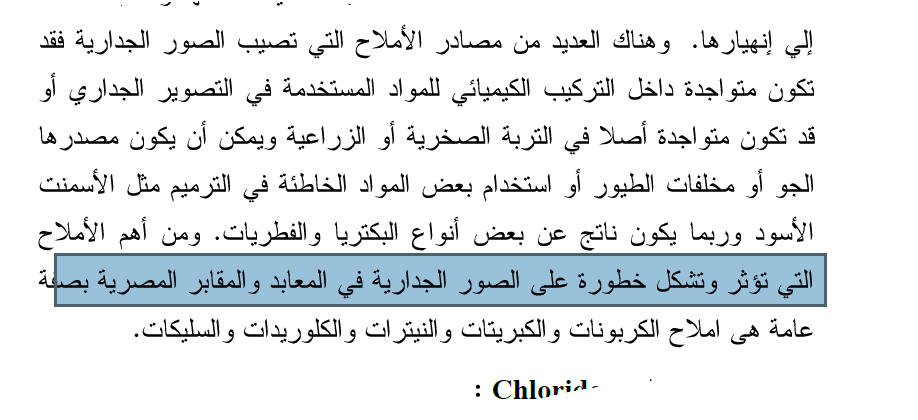 إلي إنهيارها. وهناك العديد من مصادر الأملاح التي تصيب الصور الجدارية فقد
تكون متواجدة داخل التركيب الكيميائي للمواد المستخدمة في التصوير الجداري أو
قد تكون متواجدة أصلا في التربة الصخرية أو الزراعية ويمكن أن يكون مصدرها
الجو أو مخلفات الطيور أو استخدام بعض المواد الخاطئة في الترميم مثل الأسمنت
الأسود وربما يكون ناتج عن بعض أنواع البكتريا والفطريات. ومن أهم الأملاح
التي تؤثر وتشكل خطورة على الصور الجدارية في المعابد والمقابر المصرية بصفة
عامة هى املاح الكربونات والكبريتات والنيترات والكلوريدات والسليكات.
: Chloride